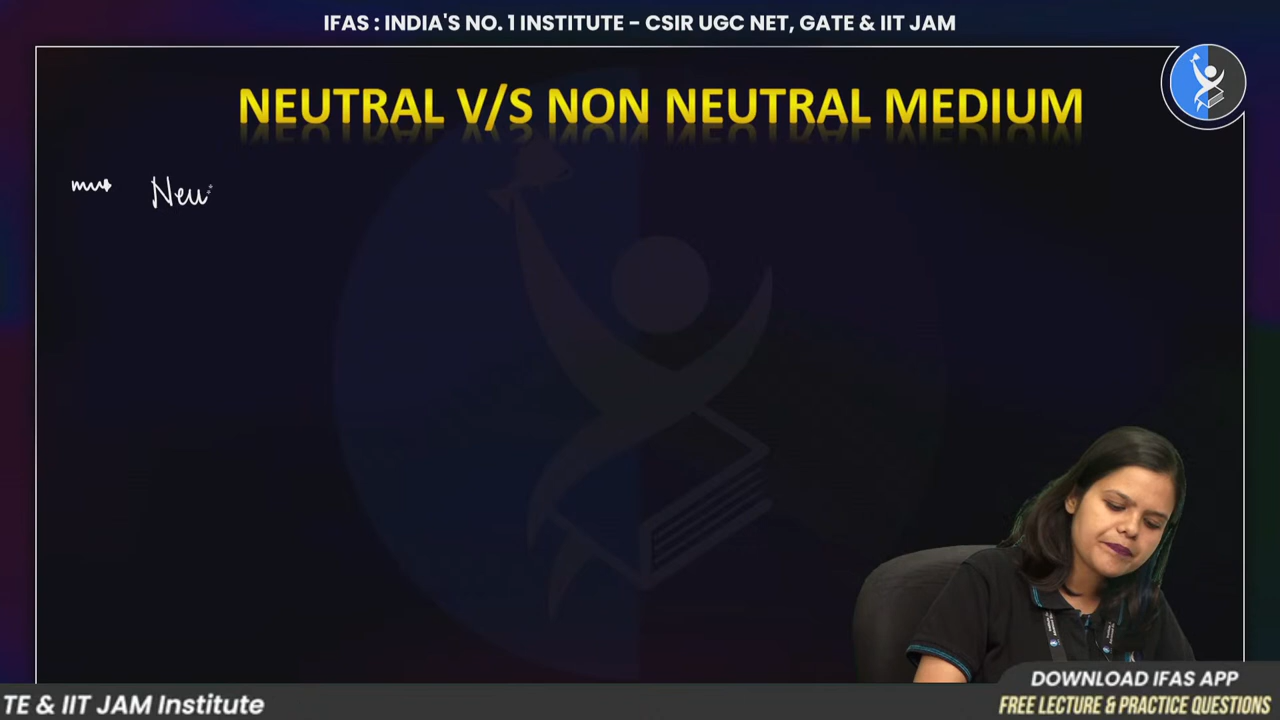 IFAS : INDIA'S NO. 1 INSTITUTE - CSIR UGC NET, GATE & IIT JAM
NEUTRAL V/S NON NEUTRAL MEDIUM
Neu
DOWNLOAD IFAS APP
TE & IIT JAM Institute
FREE LECTURE & PRACTICE QUESTIONS